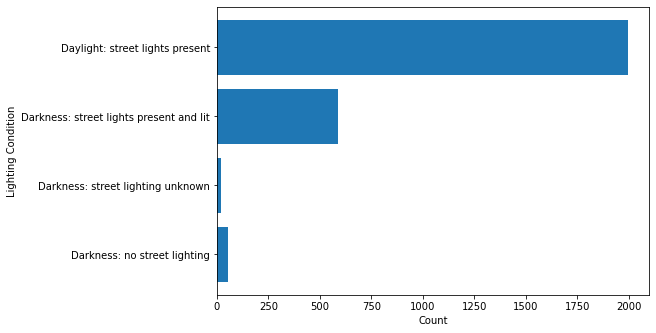 Daylight: street lights present
Darkness: street lights present and lit
Darkness: street lighting unknown
Darkness: no street lighting
Lighting Condition
0 250 500 750 1000 1250 1500 1750 2000
Count